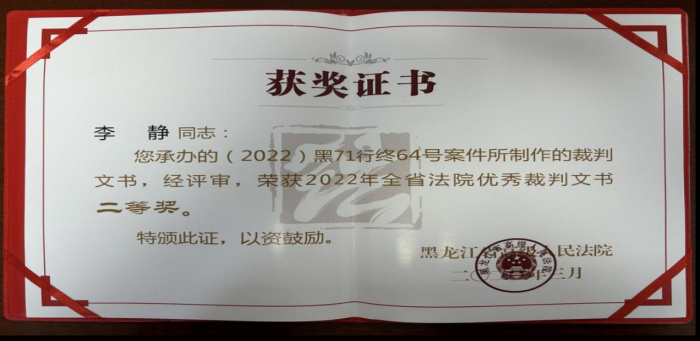 获奖证书
李 静 同志：
您承办的（2022）黑71行终64号案件所制作的裁判
文书，经评审，荣获2022年全省法院优秀裁判文书
二等奖。
特颁此证，以资鼓励。
黑龙江 民法院
二〇 年三月